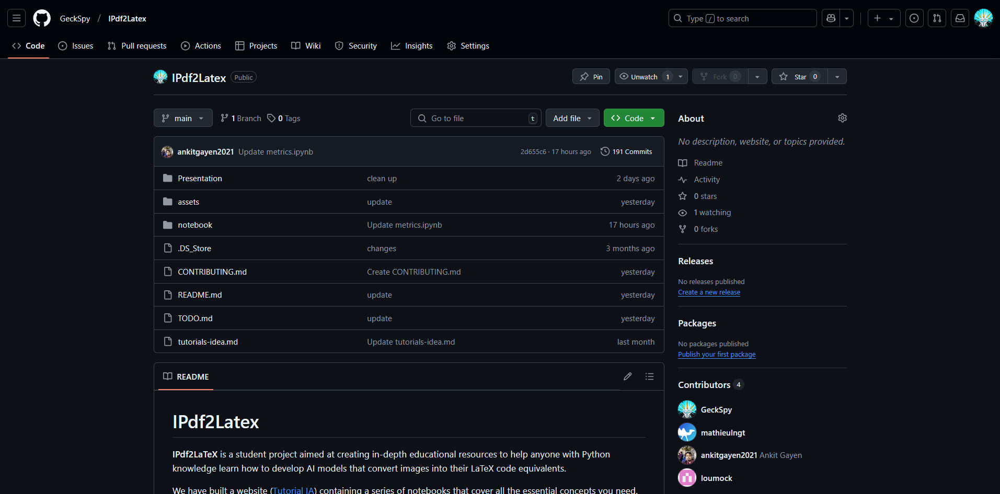 GeckSpy / IPdf2Latex
Type / to search
Code Issues Pull requests Actions Projects Wiki Security Insights Settings
IPdf2Latex Public
Pin Unwatch 1 Fork 0 Star 0
main 1 Branch 0 Tags Go to file t Add file Code
ankitgayen2021 Update metrics.ipynb 2d655c6 · 17 hours ago 191 Commits
Presentation clean up 2 days ago
assets update yesterday
notebook Update metrics.ipynb 17 hours ago
.DS_Store changes 3 months ago
CONTRIBUTING.md Create CONTRIBUTING.md yesterday
README.md update yesterday
TODO.md update yesterday
tutorials-idea.md Update tutorials-idea.md last month
README
IPdf2Latex
IPdf2LaTeX is a student project aimed at creating in-depth educational resources to help anyone with Python
knowledge learn how to develop AI models that convert images into their LaTeX code equivalents.
We have built a website (Tutorial IA) containing a series of notebooks that cover all the essential concepts you need.
About
No description, website, or topics provided.
Readme
Activity
0 stars
1 watching
0 forks
Releases
No releases published
Create a new release
Packages
No packages published
Publish your first package
Contributors 4
GeckSpy
mathieulngt
ankitgayen2021 Ankit Gayen
loumock